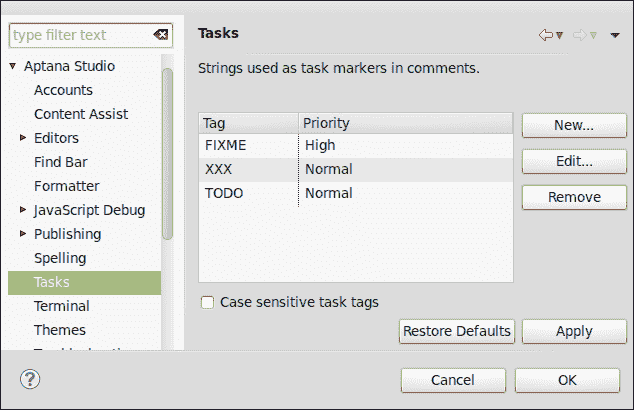 type filter text
Aptana Studio
Accounts
Content Assist
Editors
Find Bar
Formatter
JavaScript Debug
Publishing
Spelling
Tasks
Terminal
Themes
Tasks
Strings used as task markers in comments.
Tag Priority
FIXME High
XXX Normal
TODO Normal
New...
Edit...
Remove
Case sensitive task tags
Restore Defaults Apply
Cancel OK